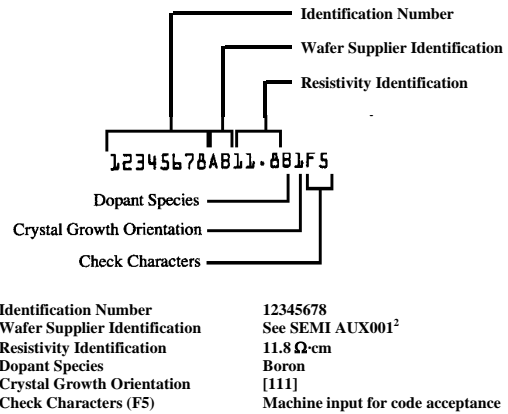 Identification Number
Wafer Supplier Identification
Resistivity Identification
-
12345678AB11.8B1F5
Dopant Species
Crystal Growth Orientation
Check Characters
Identification Number 12345678
Wafer Supplier Identification See SEMI AUX001²
Resistivity Identification 11.8 Ω·cm
Dopant Species Boron
Crystal Growth Orientation [111]
Check Characters (F5) Machine input for code acceptance